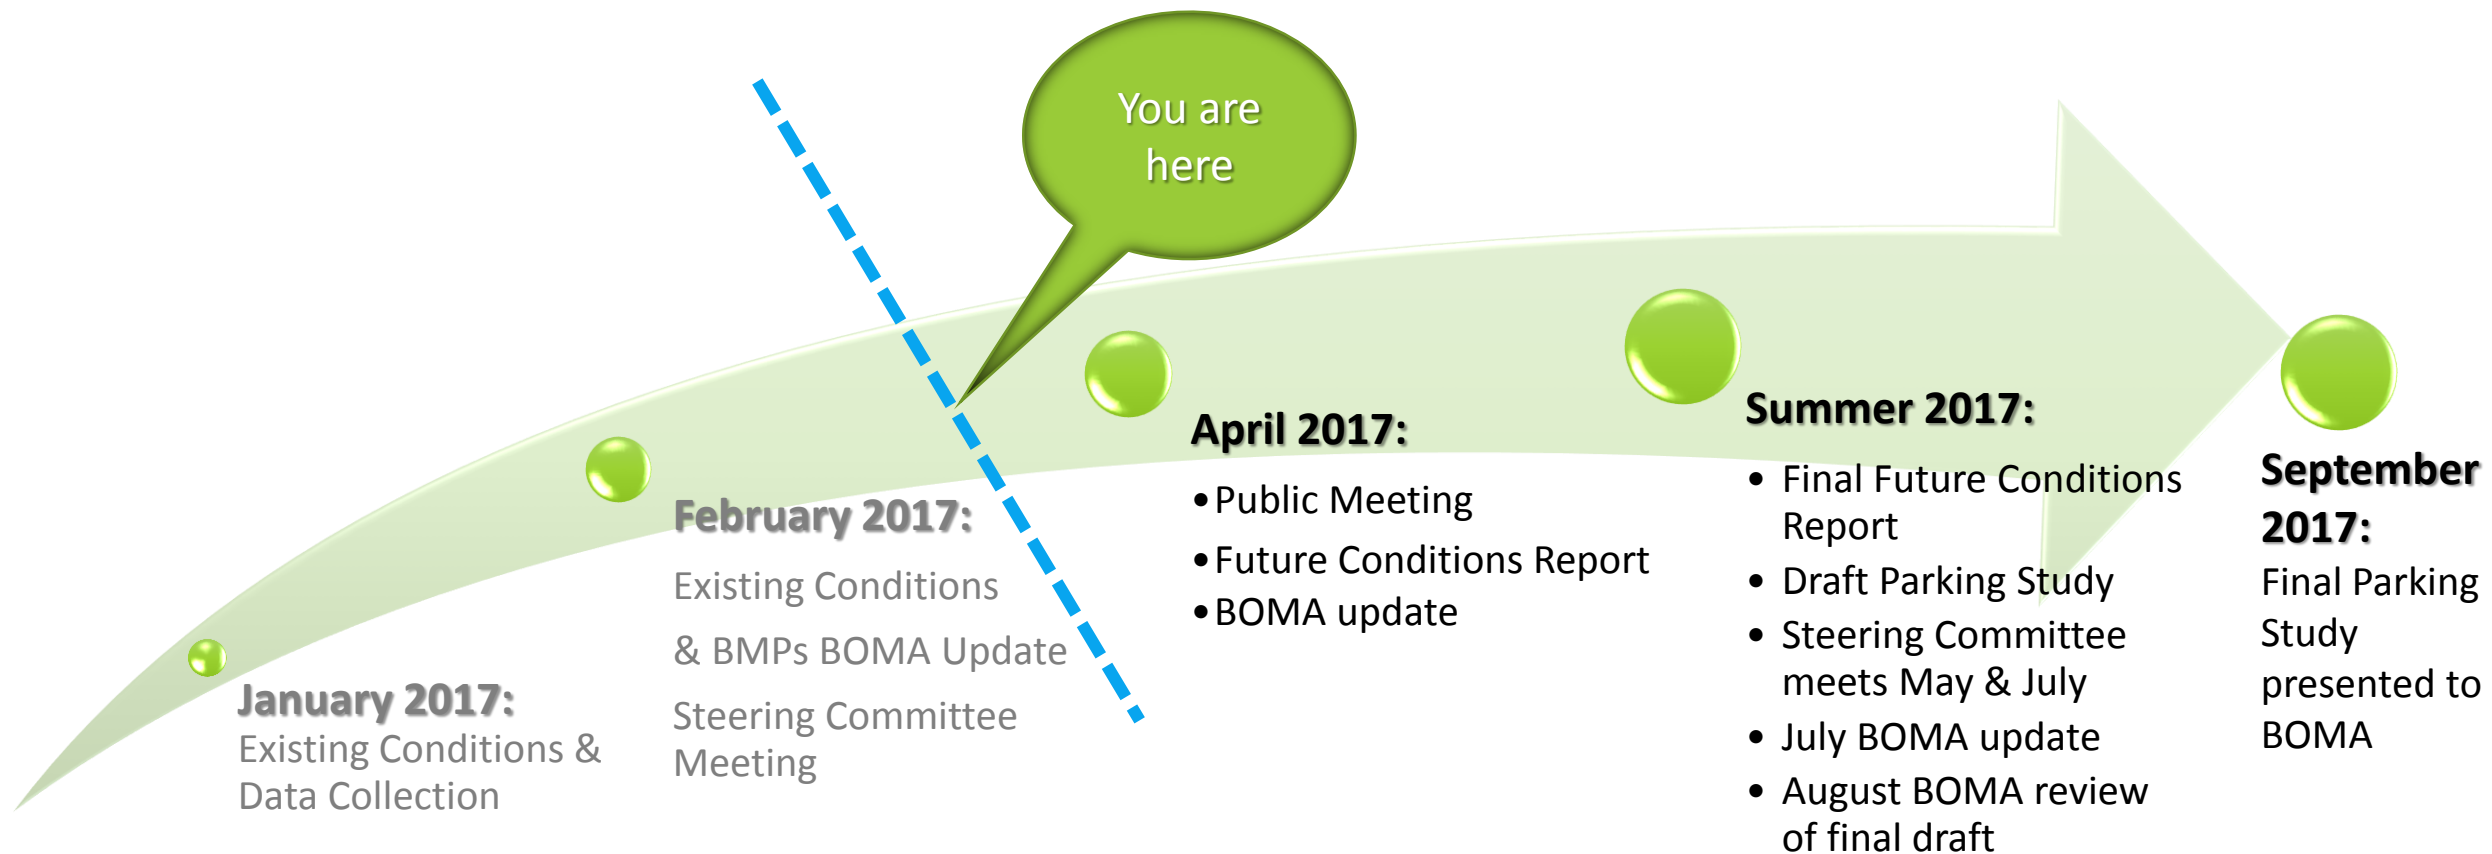 You are
here
January 2017:
Existing Conditions &
Data Collection
February 2017:
Existing Conditions
& BMPs BOMA Update
Steering Committee
Meeting
April 2017:
•Public Meeting
•Future Conditions Report
•BOMA update
Summer 2017:
• Final Future Conditions
Report
• Draft Parking Study
• Steering Committee
meets May & July
• July BOMA update
• August BOMA review
of final draft
September
2017:
Final Parking
Study
presented to
BOMA